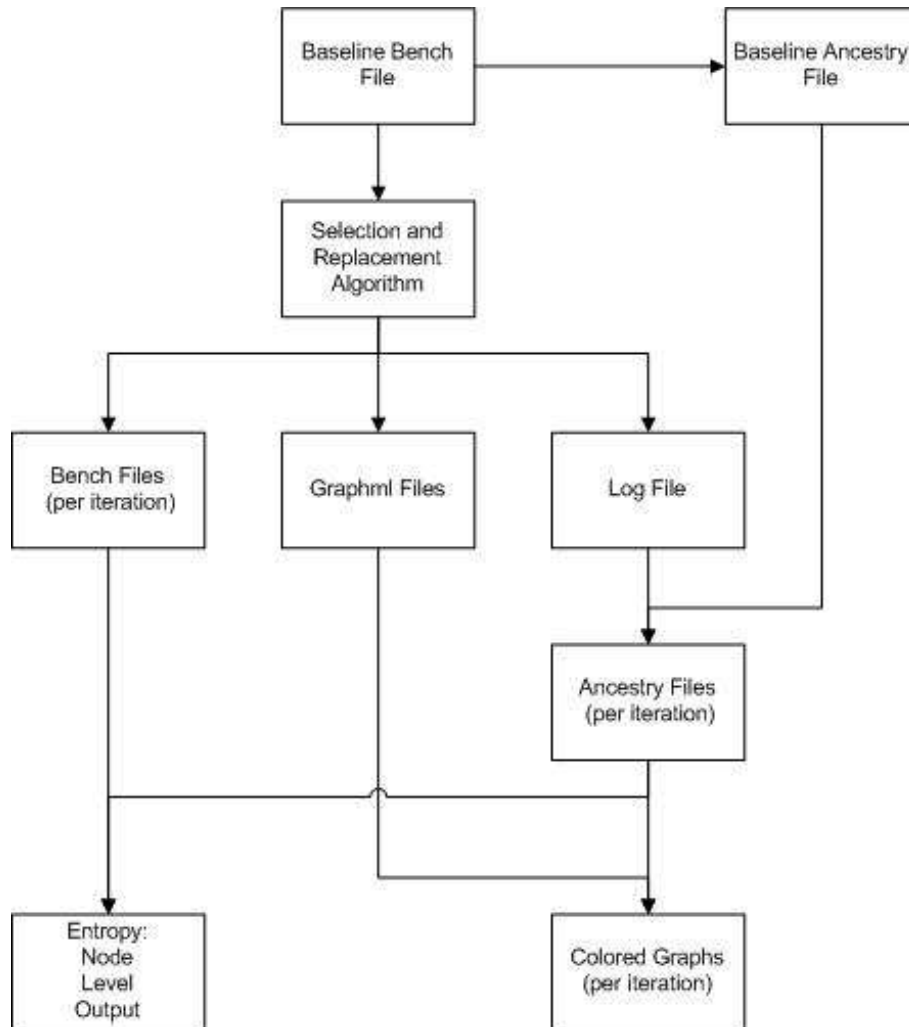 Baseline Bench
File
Baseline Ancestry
File
Selection and
Replacement
Algorithm
Bench Files
(per iteration)
Graphml Files
Log File
Ancestry Files
(per iteration)
Entropy:
Node
Level
Output
Colored Graphs
(per iteration)